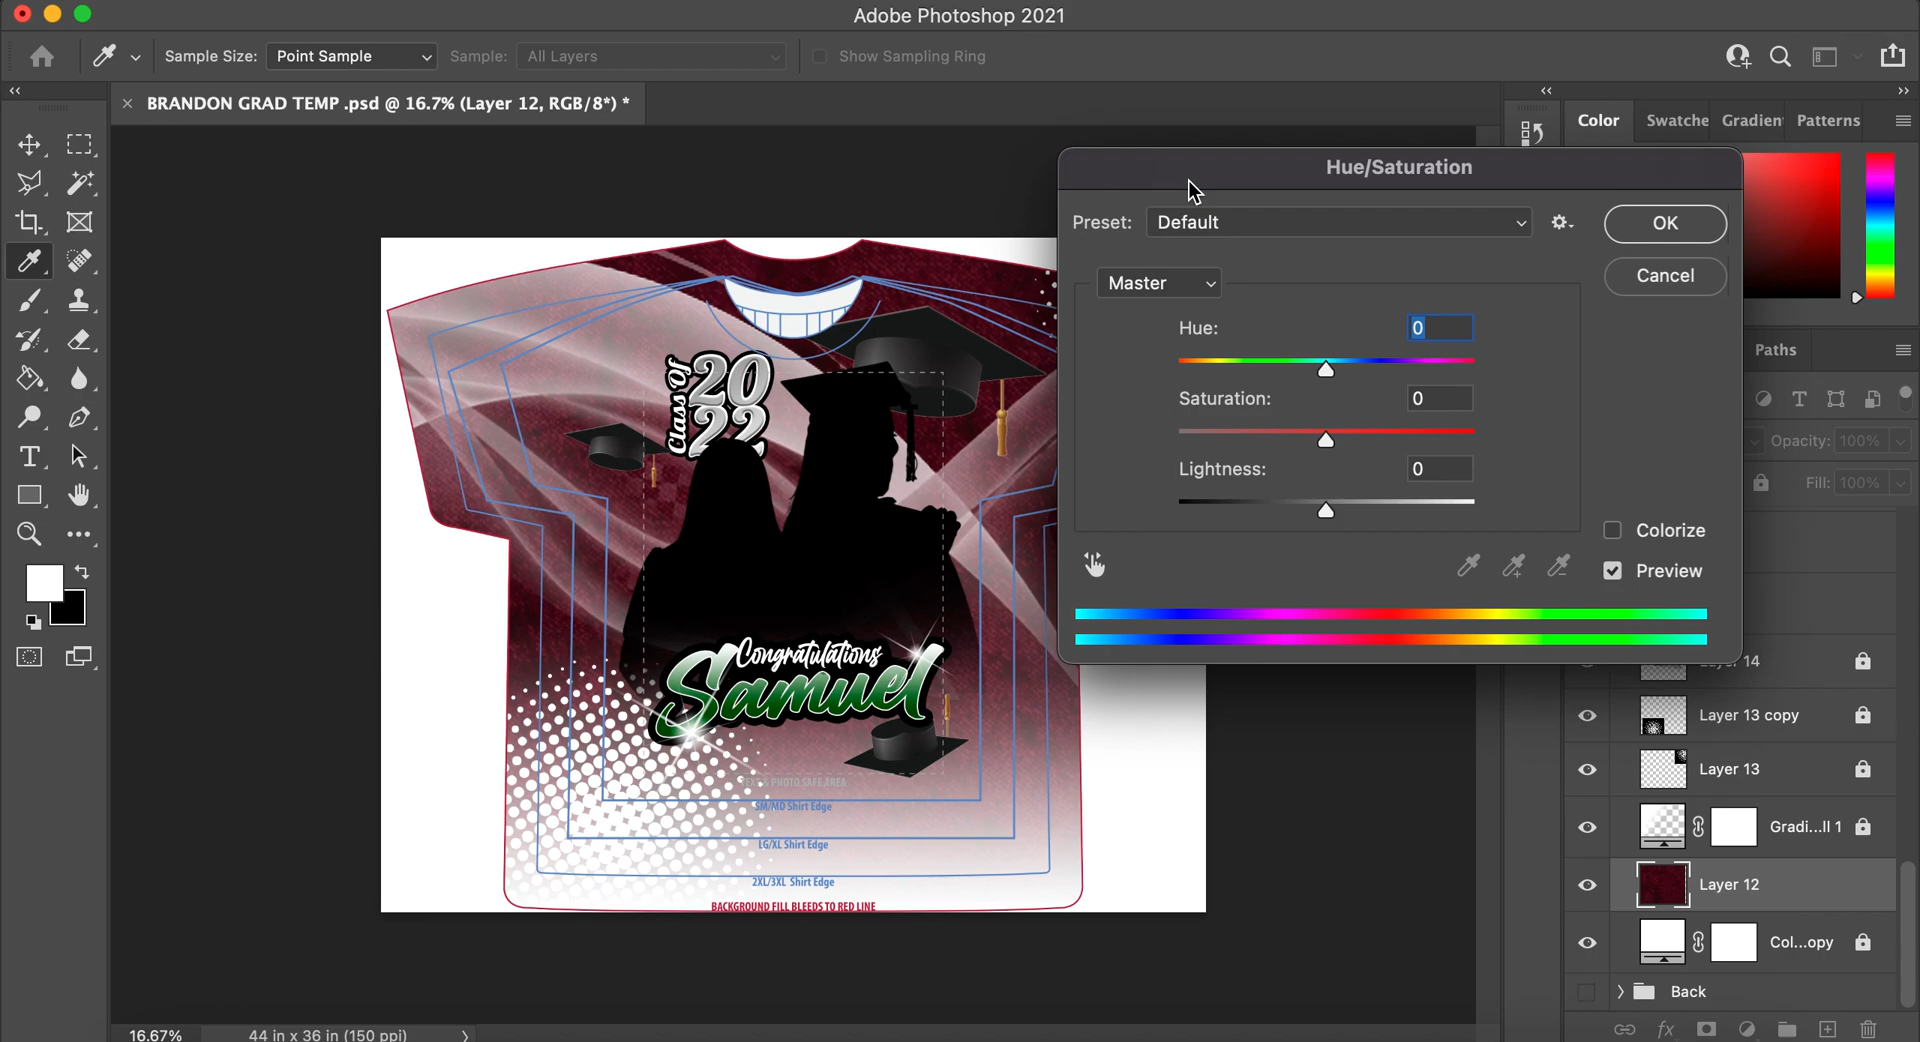 Adobe Photoshop 2021
Sample Size: Point Sample Sample: All Layers Show Sampling Ring
BRANDON GRAD TEMP .psd @ 16.7% (Layer 12, RGB/8*) *
Color Swatche Gradien Patterns
Hue/Saturation
Preset: Default
OK
Cancel
Master
Hue: 0
Saturation: 0
Lightness: 0
Colorize
Preview
Paths
Opacity: 100%
Fill: 100%
Class Of
20
22
Congratulations
Samuel
TEXT & PHOTO SAFE AREA
SM/MD Shirt Edge
LG/XL Shirt Edge
2XL/3XL Shirt Edge
BACKGROUND FILL BLEEDS TO RED LINE
14
Layer 13 copy
Layer 13
Gradi...ll 1
Layer 12
Col...opy
Back
16.67% 44 in x 36 in (150 ppi)